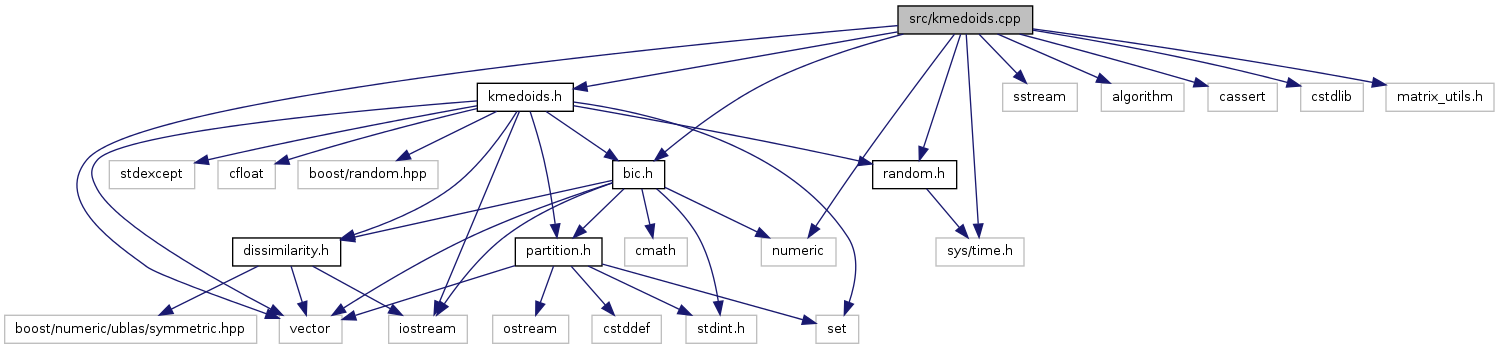 src/kmedoids.cpp
kmedoids.h
sstream
algorithm
cassert
cstdlib
matrix_utils.h
stdexcept
cfloat
boost/random.hpp
bic.h
random.h
dissimilarity.h
partition.h
cmath
numeric
sys/time.h
boost/numeric/ublas/symmetric.hpp
vector
iostream
ostream
cstddef
stdint.h
set